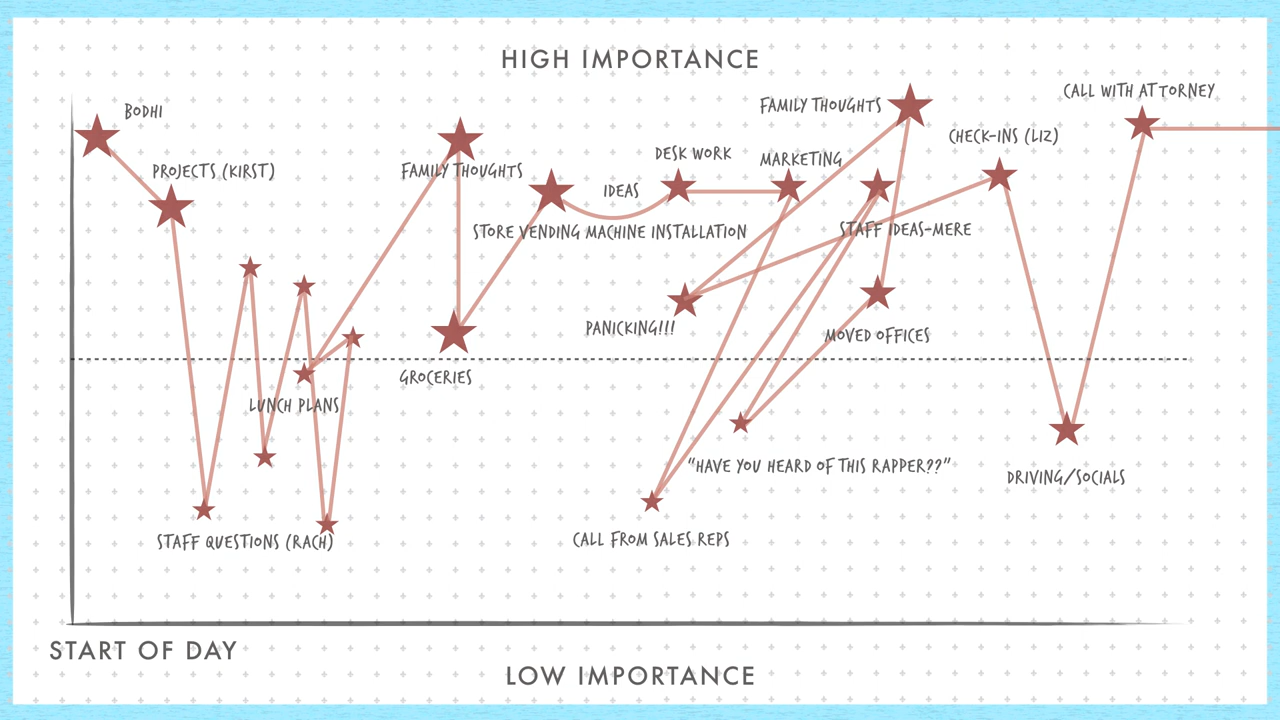 HIGH IMPORTANCE
CALL WITH ATTORNEY
BODHI
FAMILY THOUGHTS
CHECK-INS (LIZ)
DESK WORK
MARKETING
PROJECTS (KIRST)
FAMILY THOUGHTS
IDEAS
STORE VENDING MACHINE INSTALLATION
STAFF IDEAS-MERE
PANICKING!!!
MOVED OFFICES
GROCERIES
LUNCH PLANS
"HAVE YOU HEARD OF THIS RAPPER??"
DRIVING/SOCIALS
STAFF QUESTIONS (RACH)
CALL FROM SALES REPS
START OF DAY
LOW IMPORTANCE